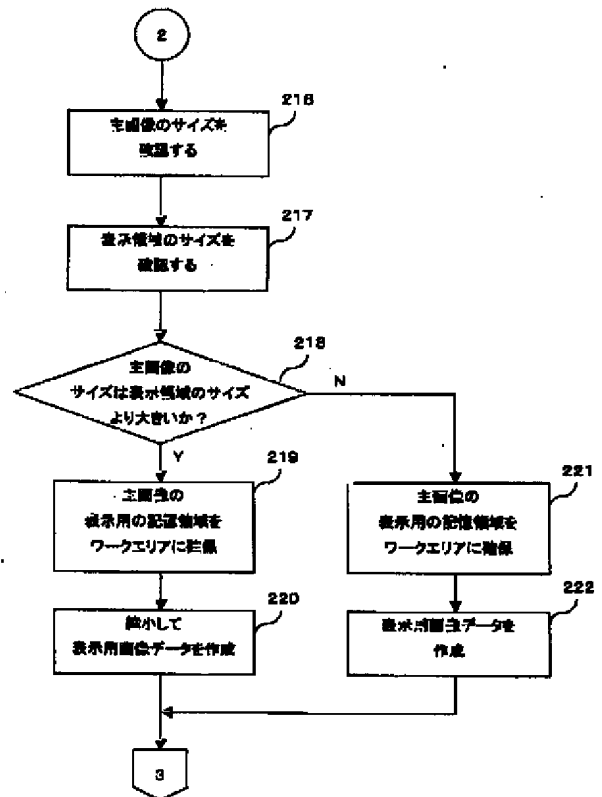 2
216
主画像のサイズを
確認する
217
表示領域のサイズを
確認する
218
主画像の
サイズは表示領域のサイズ
より大きいか？
N
Y
219
主画像の
表示用の記憶領域を
ワークエリアに確保
221
主画像の
表示用の記憶領域を
ワークエリアに確保
220
縮小して
表示用画像データを作成
222
表示用画像データを
作成
3